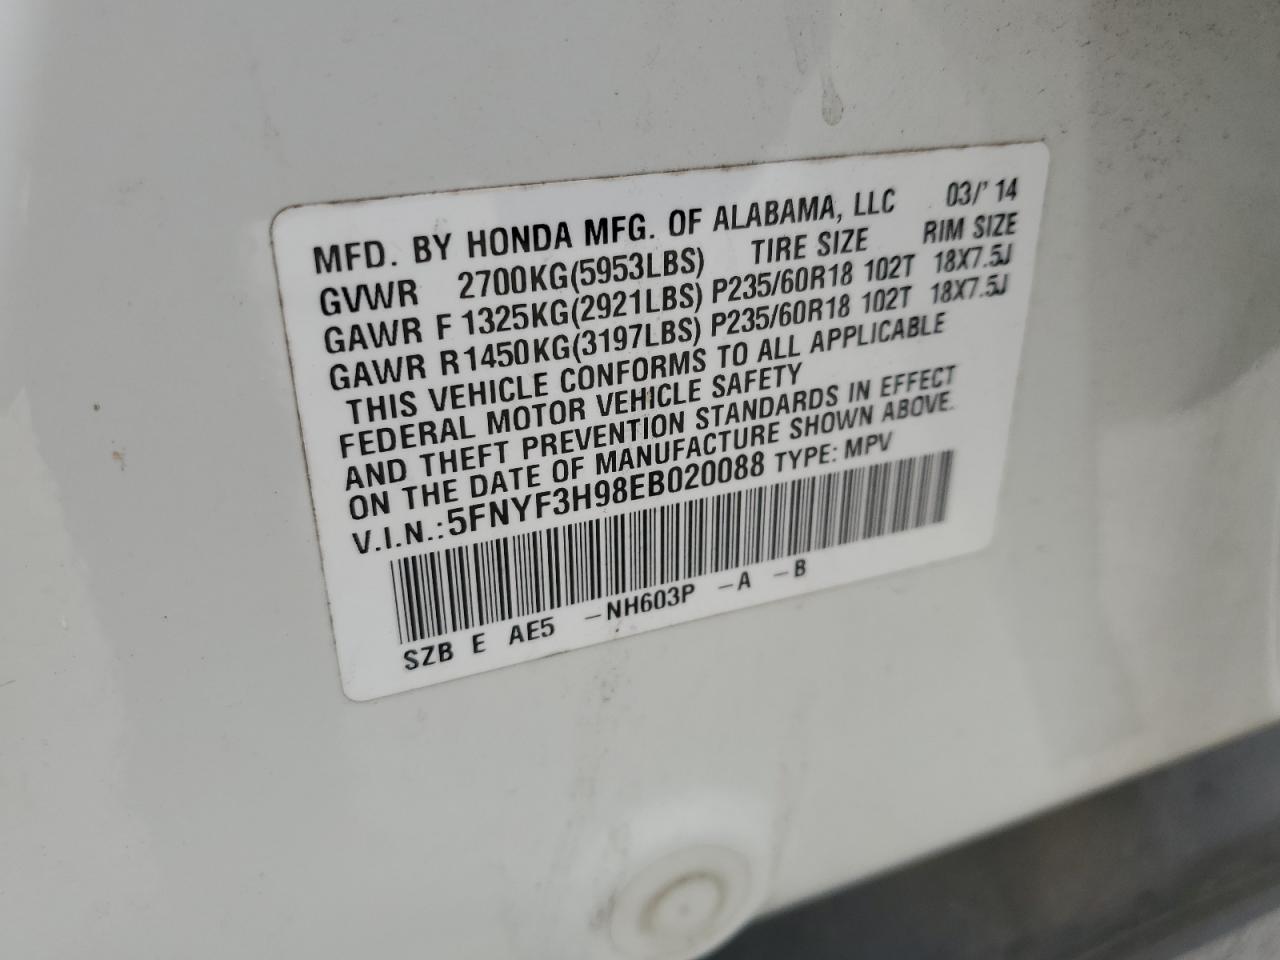 MFD. BY HONDA MFG. OF ALABAMA, LLC 03/'14
GVWR 2700KG(5953LBS) TIRE SIZE RIM SIZE
GAWR F 1325KG(2921LBS) P235/60R18 102T 18X7.5J
GAWR R 1450KG(3197LBS) P235/60R18 102T 18X7.5J
THIS VEHICLE CONFORMS TO ALL APPLICABLE
FEDERAL MOTOR VEHICLE SAFETY
AND THEFT PREVENTION STANDARDS IN EFFECT
ON THE DATE OF MANUFACTURE SHOWN ABOVE.
V.I.N.: 5FNYF3H98EB020088 TYPE: MPV
SZB E AE5 -NH603P -A -B